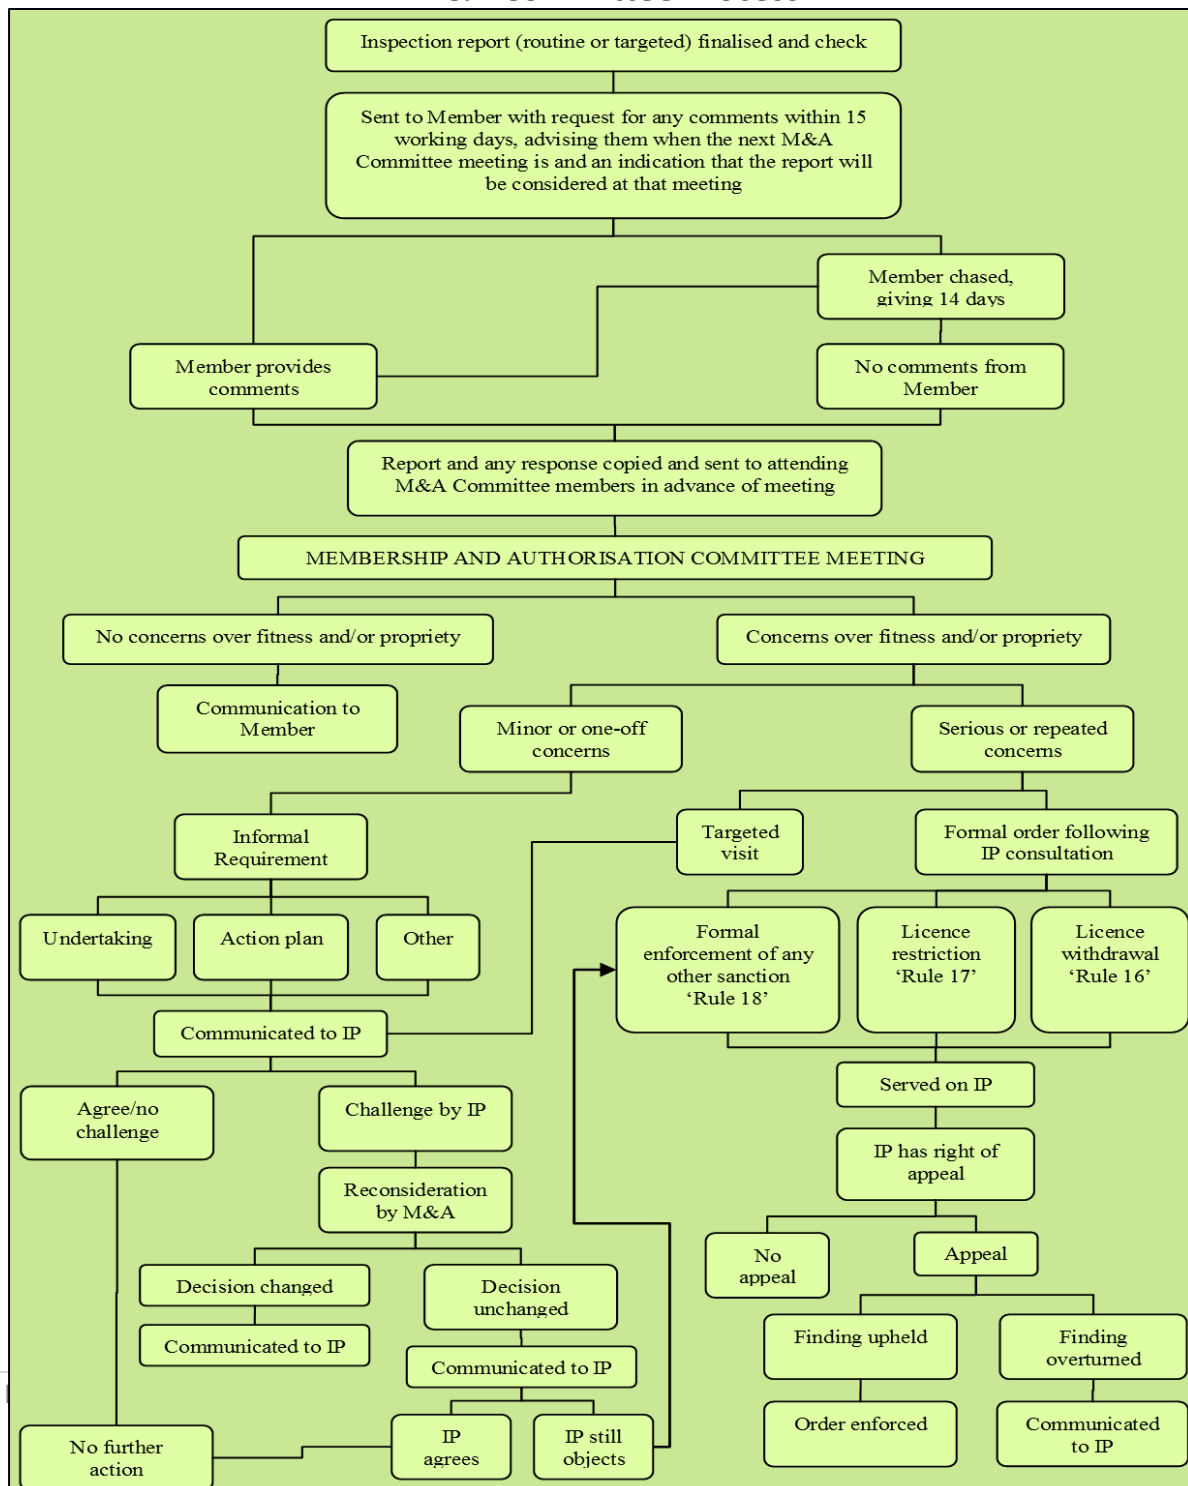 Inspection report (routine or targeted) finalised and check
Sent to Member with request for any comments within 15
working days, advising them when the next M&A
Committee meeting is and an indication that the report will
be considered at that meeting
Member chased,
giving 14 days
Member provides
comments
No comments from
Member
Report and any response copied and sent to attending
M&A Committee members in advance of meeting
MEMBERSHIP AND AUTHORISATION COMMITTEE MEETING
No concerns over fitness and/or propriety
Concerns over fitness and/or propriety
Communication to
Member
Minor or one-off
concerns
Serious or repeated
concerns
Informal
Requirement
Targeted
visit
Formal order following
IP consultation
Undertaking
Action plan
Other
Formal
enforcement of any
other sanction
‘Rule 18’
Licence
restriction
‘Rule 17’
Licence
withdrawal
‘Rule 16’
Communicated to IP
Served on IP
Agree/no
challenge
Challenge by IP
IP has right of
appeal
Reconsideration
by M&A
No
appeal
Appeal
Decision changed
Decision
unchanged
Communicated to IP
Communicated to IP
Finding upheld
Finding
overturned
No further
action
IP
agrees
IP still
objects
Order enforced
Communicated
to IP